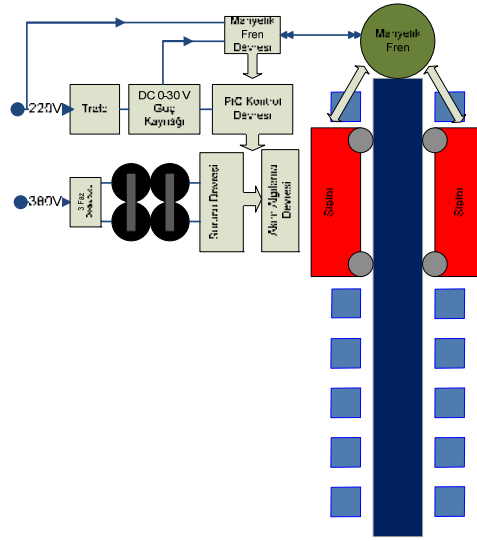 Manyetik
Fren
Devresi
Manyetik
Fren
220V
Trafo
DC 0-30 V
Güç
Kaynağı
PIC Kontrol
Devresi
380V
3 Faz
Sürücü Devresi
Akım Algılama
Devresi
Stator
Stator